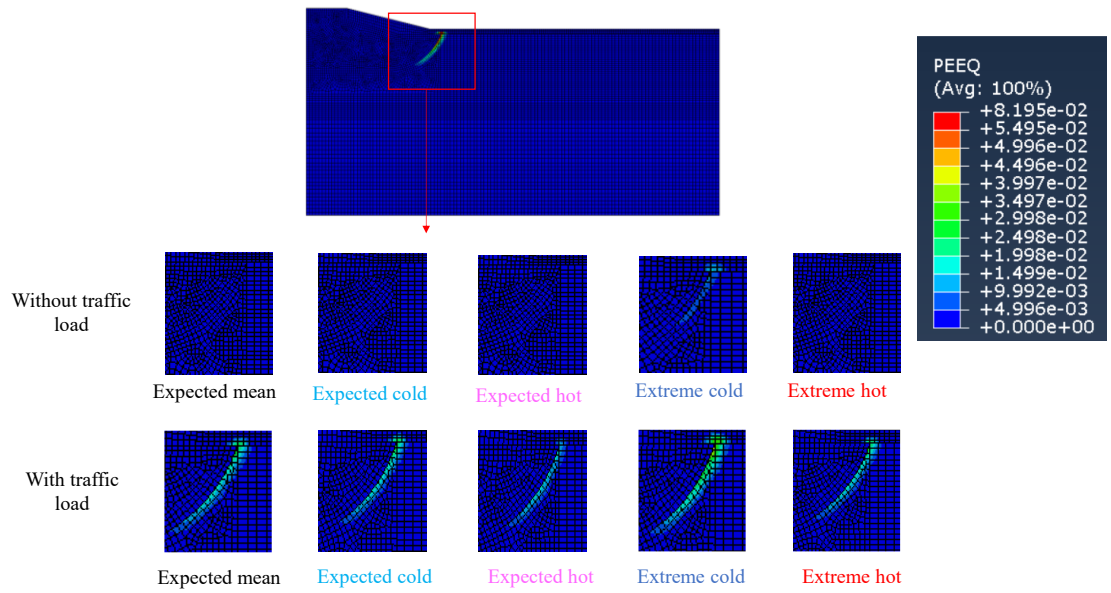 PEEQ
(Avg: 100%)
+8.195e-02
+5.495e-02
+4.996e-02
+4.496e-02
+3.997e-02
+3.497e-02
+2.998e-02
+2.498e-02
+1.998e-02
+1.499e-02
+9.992e-03
+4.996e-03
+0.000e+00
Without traffic
load
Expected mean
Expected cold
Expected hot
Extreme cold
Extreme hot
With traffic
load
Expected mean
Expected cold
Expected hot
Extreme cold
Extreme hot